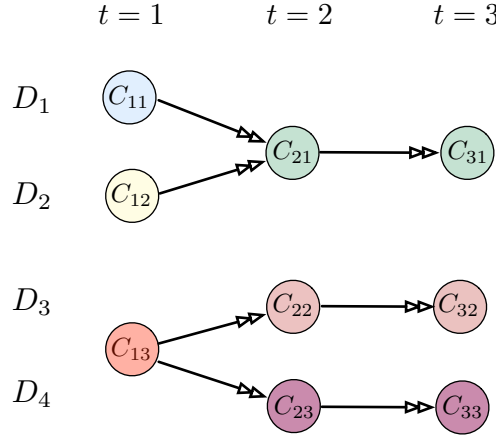 t = 1 t = 2 t = 3
D₁ C₁₁
C₂₁ C₃₁
D₂ C₁₂
D₃ C₂₂ C₃₂
C₁₃
D₄ C₂₃ C₃₃